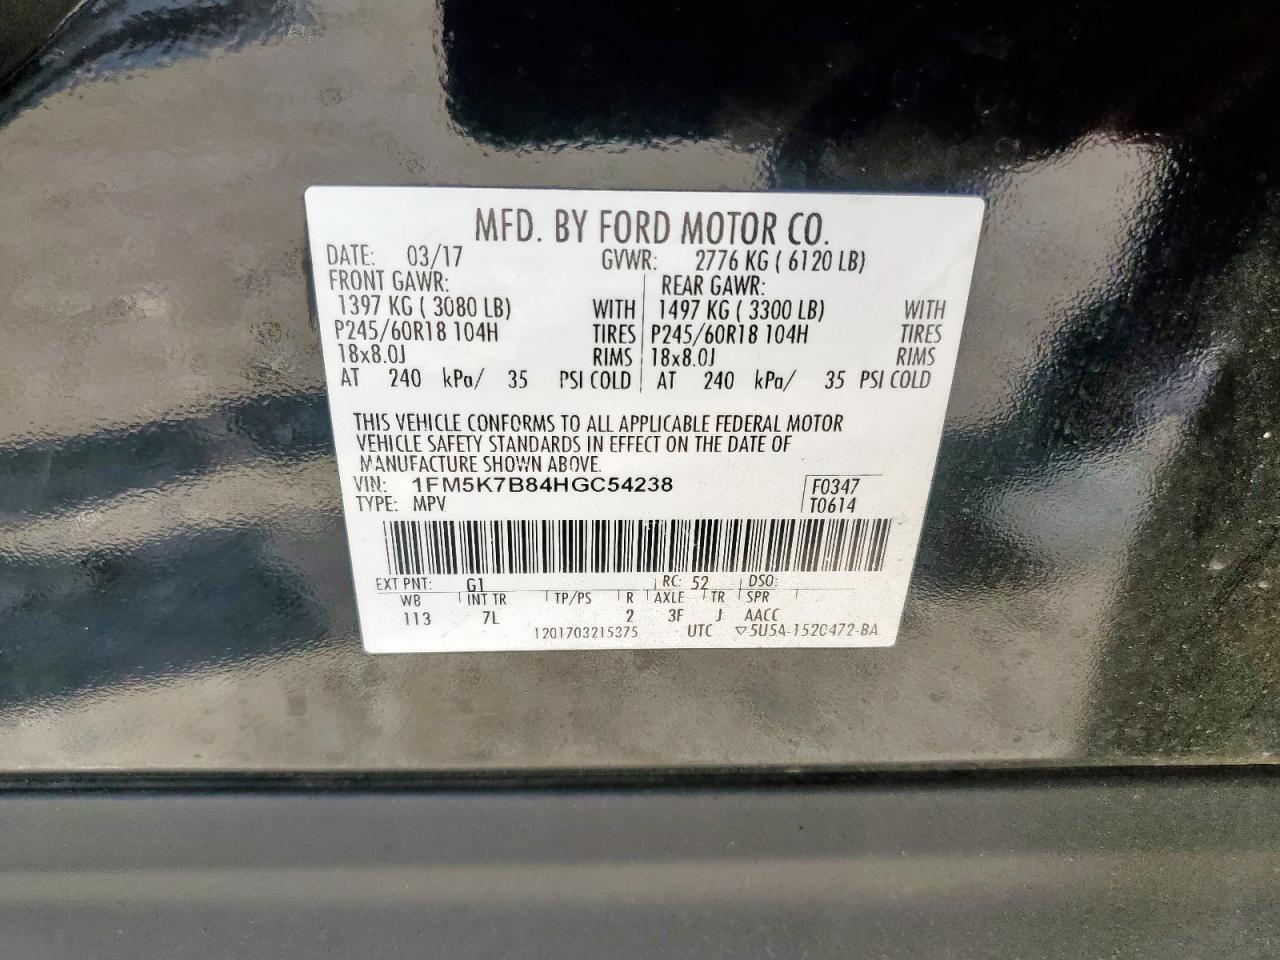 MFD. BY FORD MOTOR CO.
DATE: 03/17 GVWR: 2776 KG ( 6120 LB)
FRONT GAWR: REAR GAWR:
1397 KG ( 3080 LB) WITH 1497 KG ( 3300 LB) WITH
P245/60R18 104H TIRES P245/60R18 104H TIRES
18x8.0J RIMS 18x8.0J RIMS
AT 240 kPa/ 35 PSI COLD AT 240 kPa/ 35 PSI COLD
THIS VEHICLE CONFORMS TO ALL APPLICABLE FEDERAL MOTOR
VEHICLE SAFETY STANDARDS IN EFFECT ON THE DATE OF
MANUFACTURE SHOWN ABOVE.
VIN: 1FM5K7B84HGC54238 F0347
TYPE: MPV T0614
EXT PNT: G1 RC: 52 DSO:
WB INT TR TP/PS R AXLE TR SPR
113 7L 2 3F J AACC
1201703215375 UTC ▽5U5A-1520472-BA